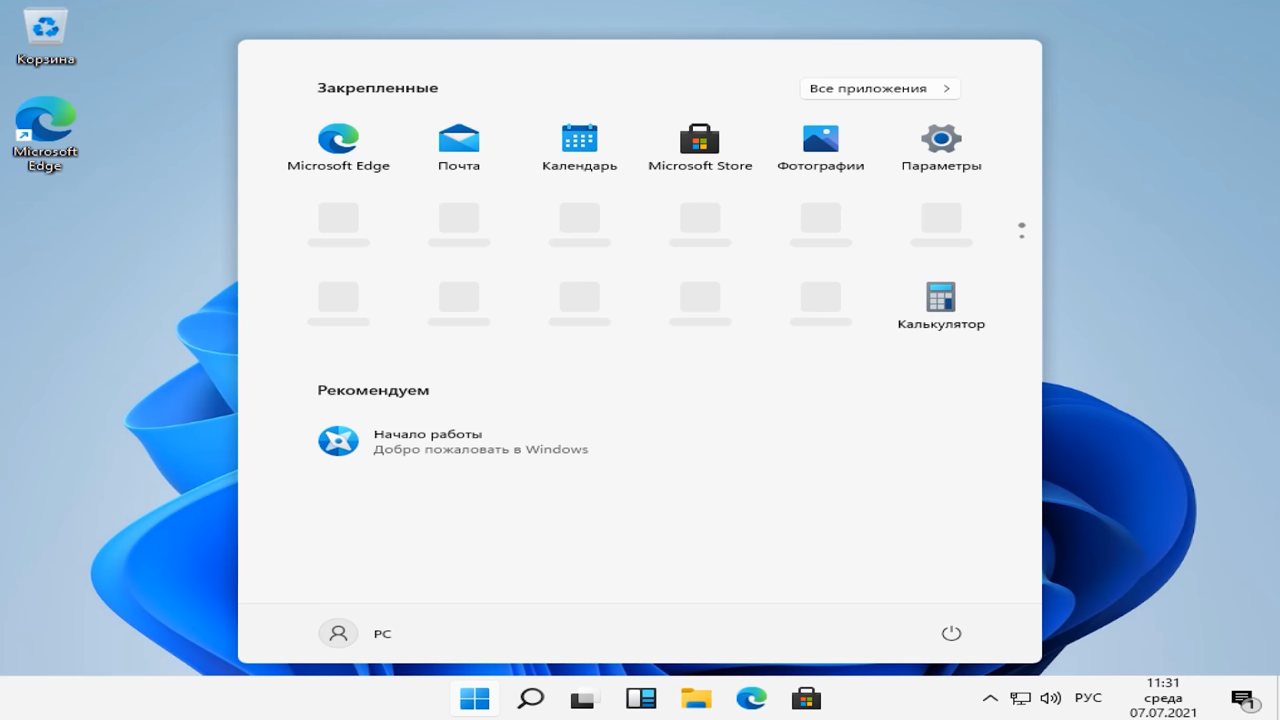 Корзина
Microsoft
Edge
Закрепленные
Все приложения
Microsoft Edge
Почта
Календарь
Microsoft Store
Фотографии
Параметры
Калькулятор
Рекомендуем
Начало работы
Добро пожаловать в Windows
PC
РУС
11:31
среда
07.07.2021
1